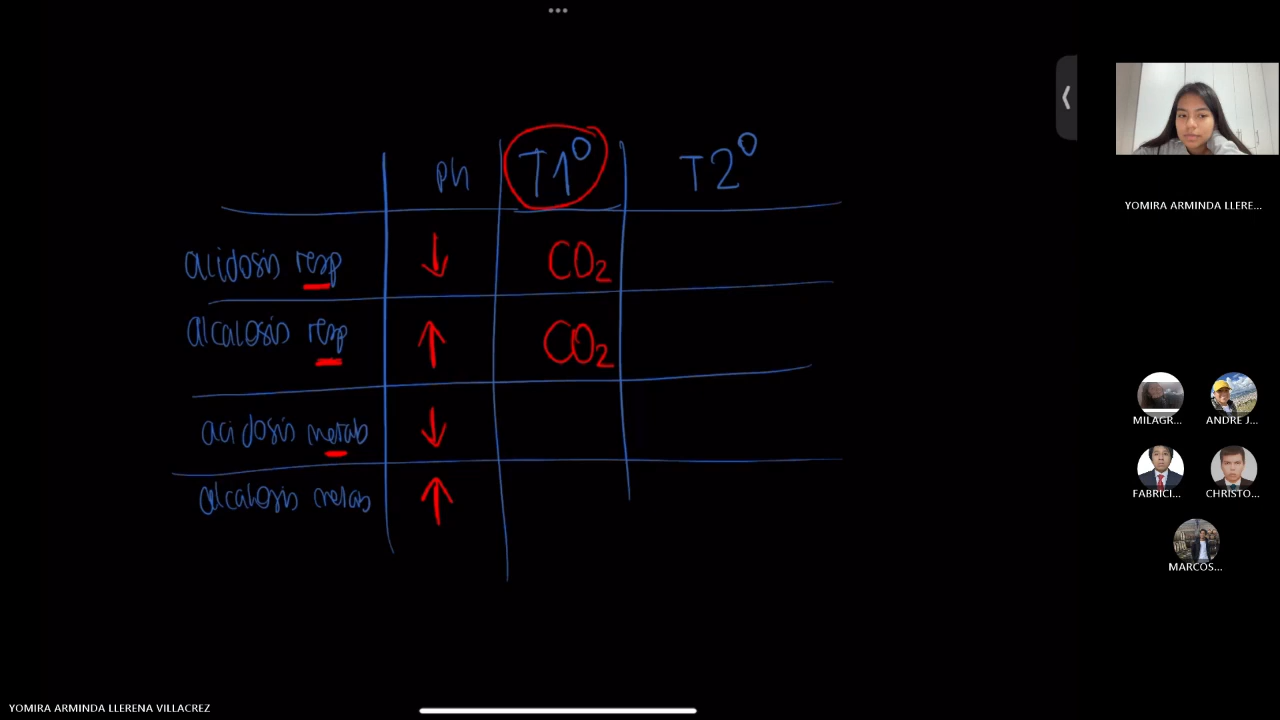 ph T1° T2°
acidosis resp ↓ CO2
alcalosis resp ↑ CO2
acidosis metab ↓
alcalosis metab ↑
YOMIRA ARMINDA LLERE...
MILAGR... ANDRE J...
FABRICI... CHRISTO...
MARCOS...
YOMIRA ARMINDA LLERENA VILLACREZ